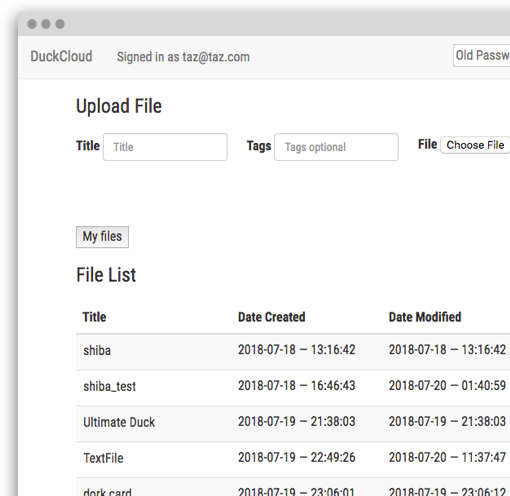 DuckCloud Signed in as taz@taz.com Old Passw
Upload File
Title Title Tags Tags optional File Choose File
My files
File List
Title Date Created Date Modified
shiba 2018-07-18 — 13:16:42 2018-07-18 — 13:16:42
shiba_test 2018-07-18 — 16:46:43 2018-07-20 — 01:40:59
Ultimate Duck 2018-07-19 — 21:38:03 2018-07-19 — 21:38:03
TextFile 2018-07-19 — 22:49:26 2018-07-20 — 11:37:47
dork card 2018-07-19 — 23:06:01 2018-07-19 — 23:06:12